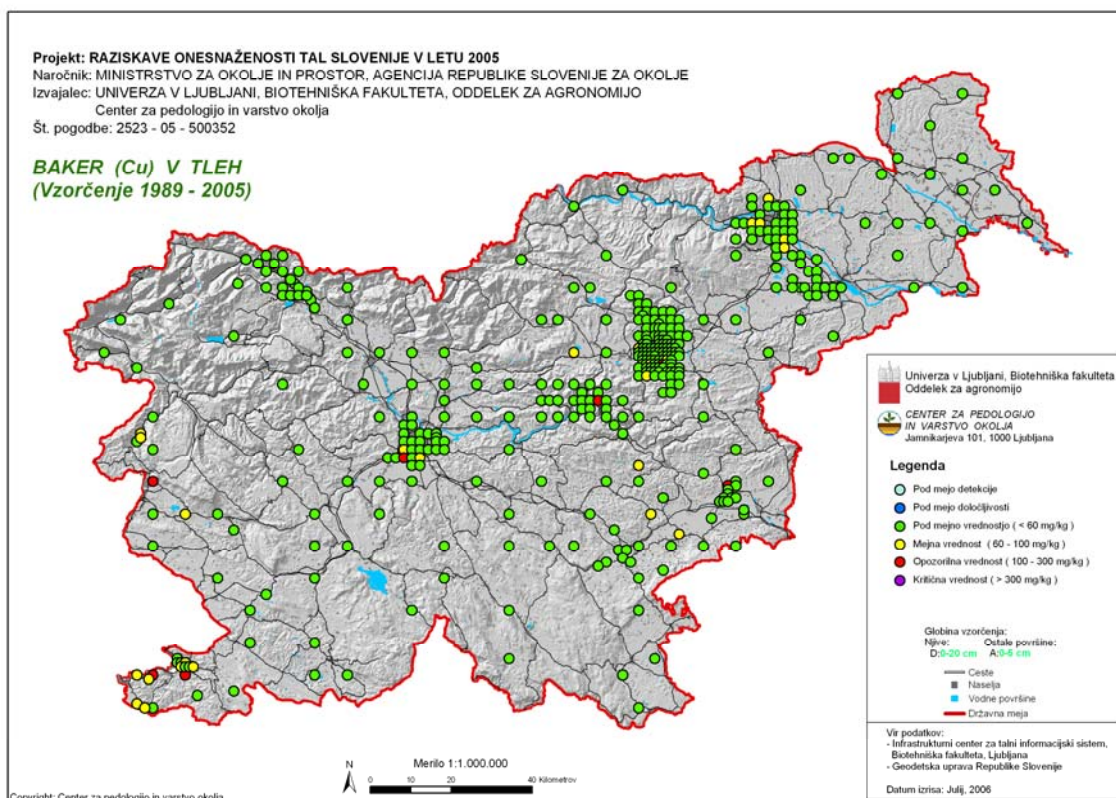 Projekt: RAZISKAVE ONESNAŽENOSTI TAL SLOVENIJE V LETU 2005
Naročnik: MINISTRSTVO ZA OKOLJE IN PROSTOR, AGENCIJA REPUBLIKE SLOVENIJE ZA OKOLJE
Izvajalec: UNIVERZA V LJUBLJANI, BIOTEHNIŠKA FAKULTETA, ODDELEK ZA AGRONOMIJO
Center za pedologijo in varstvo okolja
Št. pogodbe: 2523 - 05 - 500352
BAKER (Cu) V TLEH
(Vzorčenje 1989 - 2005)
Univerza v Ljubljani, Biotehniška fakulteta
Oddelek za agronomijo
CENTER ZA PEDOLOGIJO
IN VARSTVO OKOLJA
Jamnikarjeva 101, 1000 Ljubljana
Legenda
Pod mejo detekcije
Pod mejo določljivosti
Pod mejno vrednostjo ( < 60 mg/kg )
Mejna vrednost ( 60 - 100 mg/kg)
Opozorilna vrednost ( 100 - 300 mg/kg)
Kritična vrednost ( > 300 mg/kg )
Globina vzorčenja:
Njive: Ostale površine:
D:0-20 cm A:0-5 cm
Ceste
Naselja
Vodne površine
Državna meja
Vir podatkov:
- Infrastrukturni center za talni informacijski sistem,
Biotehniška fakulteta, Ljubljana
- Geodetska uprava Republike Slovenije
Datum izrisa: Julij, 2006
N
Merilo 1:1.000.000
0 10 20 40 Kilometrov
Copyright: Center za pedologijo in varstvo okolja